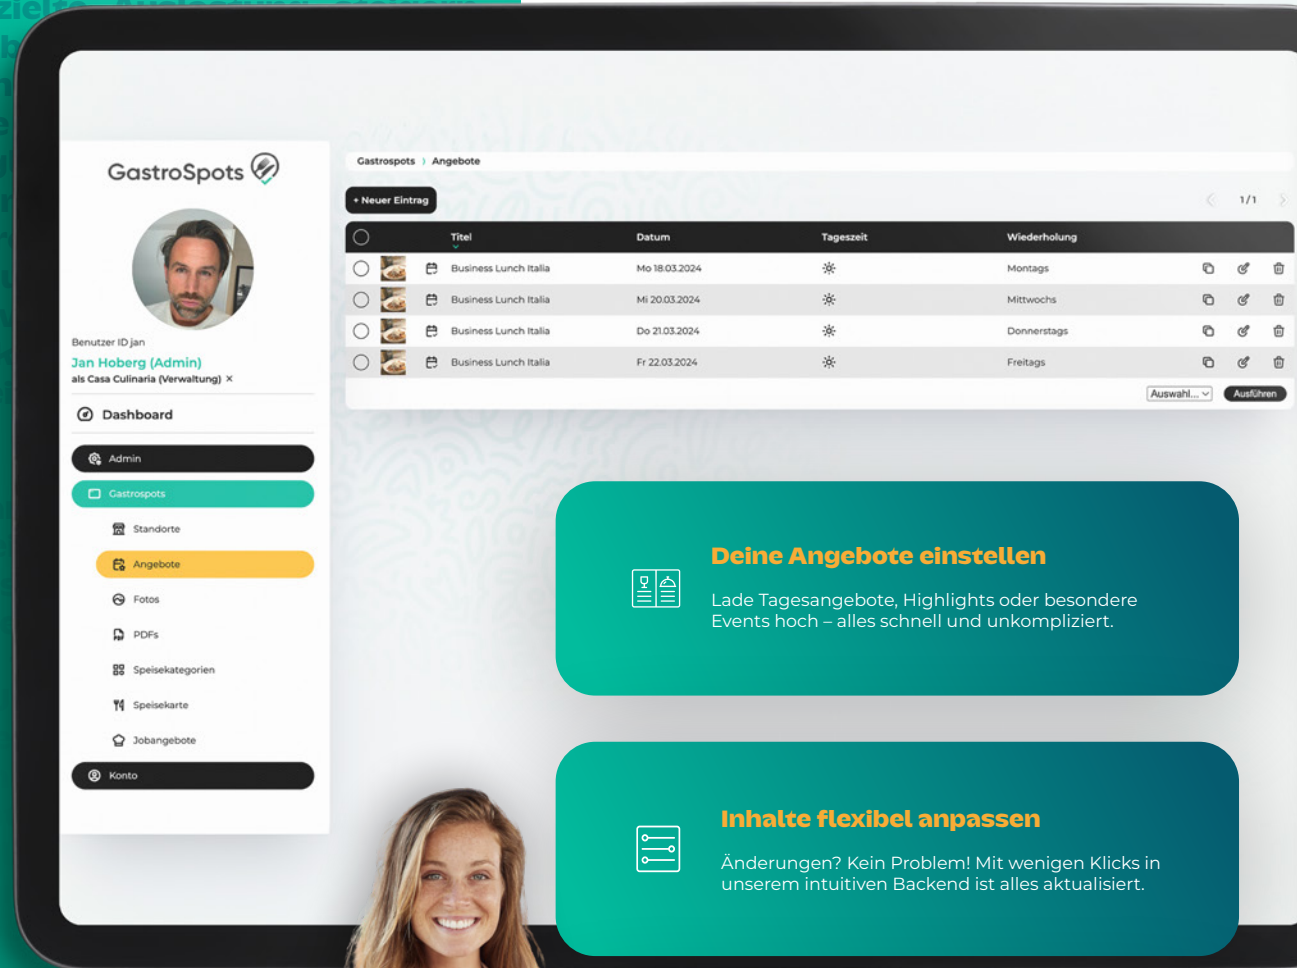 GastroSpots
Benutzer ID jan
Jan Hoberg (Admin)
als Casa Culinaria (Verwaltung) ×
Dashboard
Admin
Gastrospots
Standorte
Angebote
Fotos
PDFs
Speisekategorien
Speisekarte
Jobangebote
Konto
Gastrospots › Angebote
+ Neuer Eintrag
1/1
Titel Datum Tageszeit Wiederholung
Business Lunch Italia Mo 18.03.2024 Montags
Business Lunch Italia Mi 20.03.2024 Mittwochs
Business Lunch Italia Do 21.03.2024 Donnerstags
Business Lunch Italia Fr 22.03.2024 Freitags
Auswahl... Ausführen
Deine Angebote einstellen
Lade Tagesangebote, Highlights oder besondere
Events hoch – alles schnell und unkompliziert.
Inhalte flexibel anpassen
Änderungen? Kein Problem! Mit wenigen Klicks in
unserem intuitiven Backend ist alles aktualisiert.